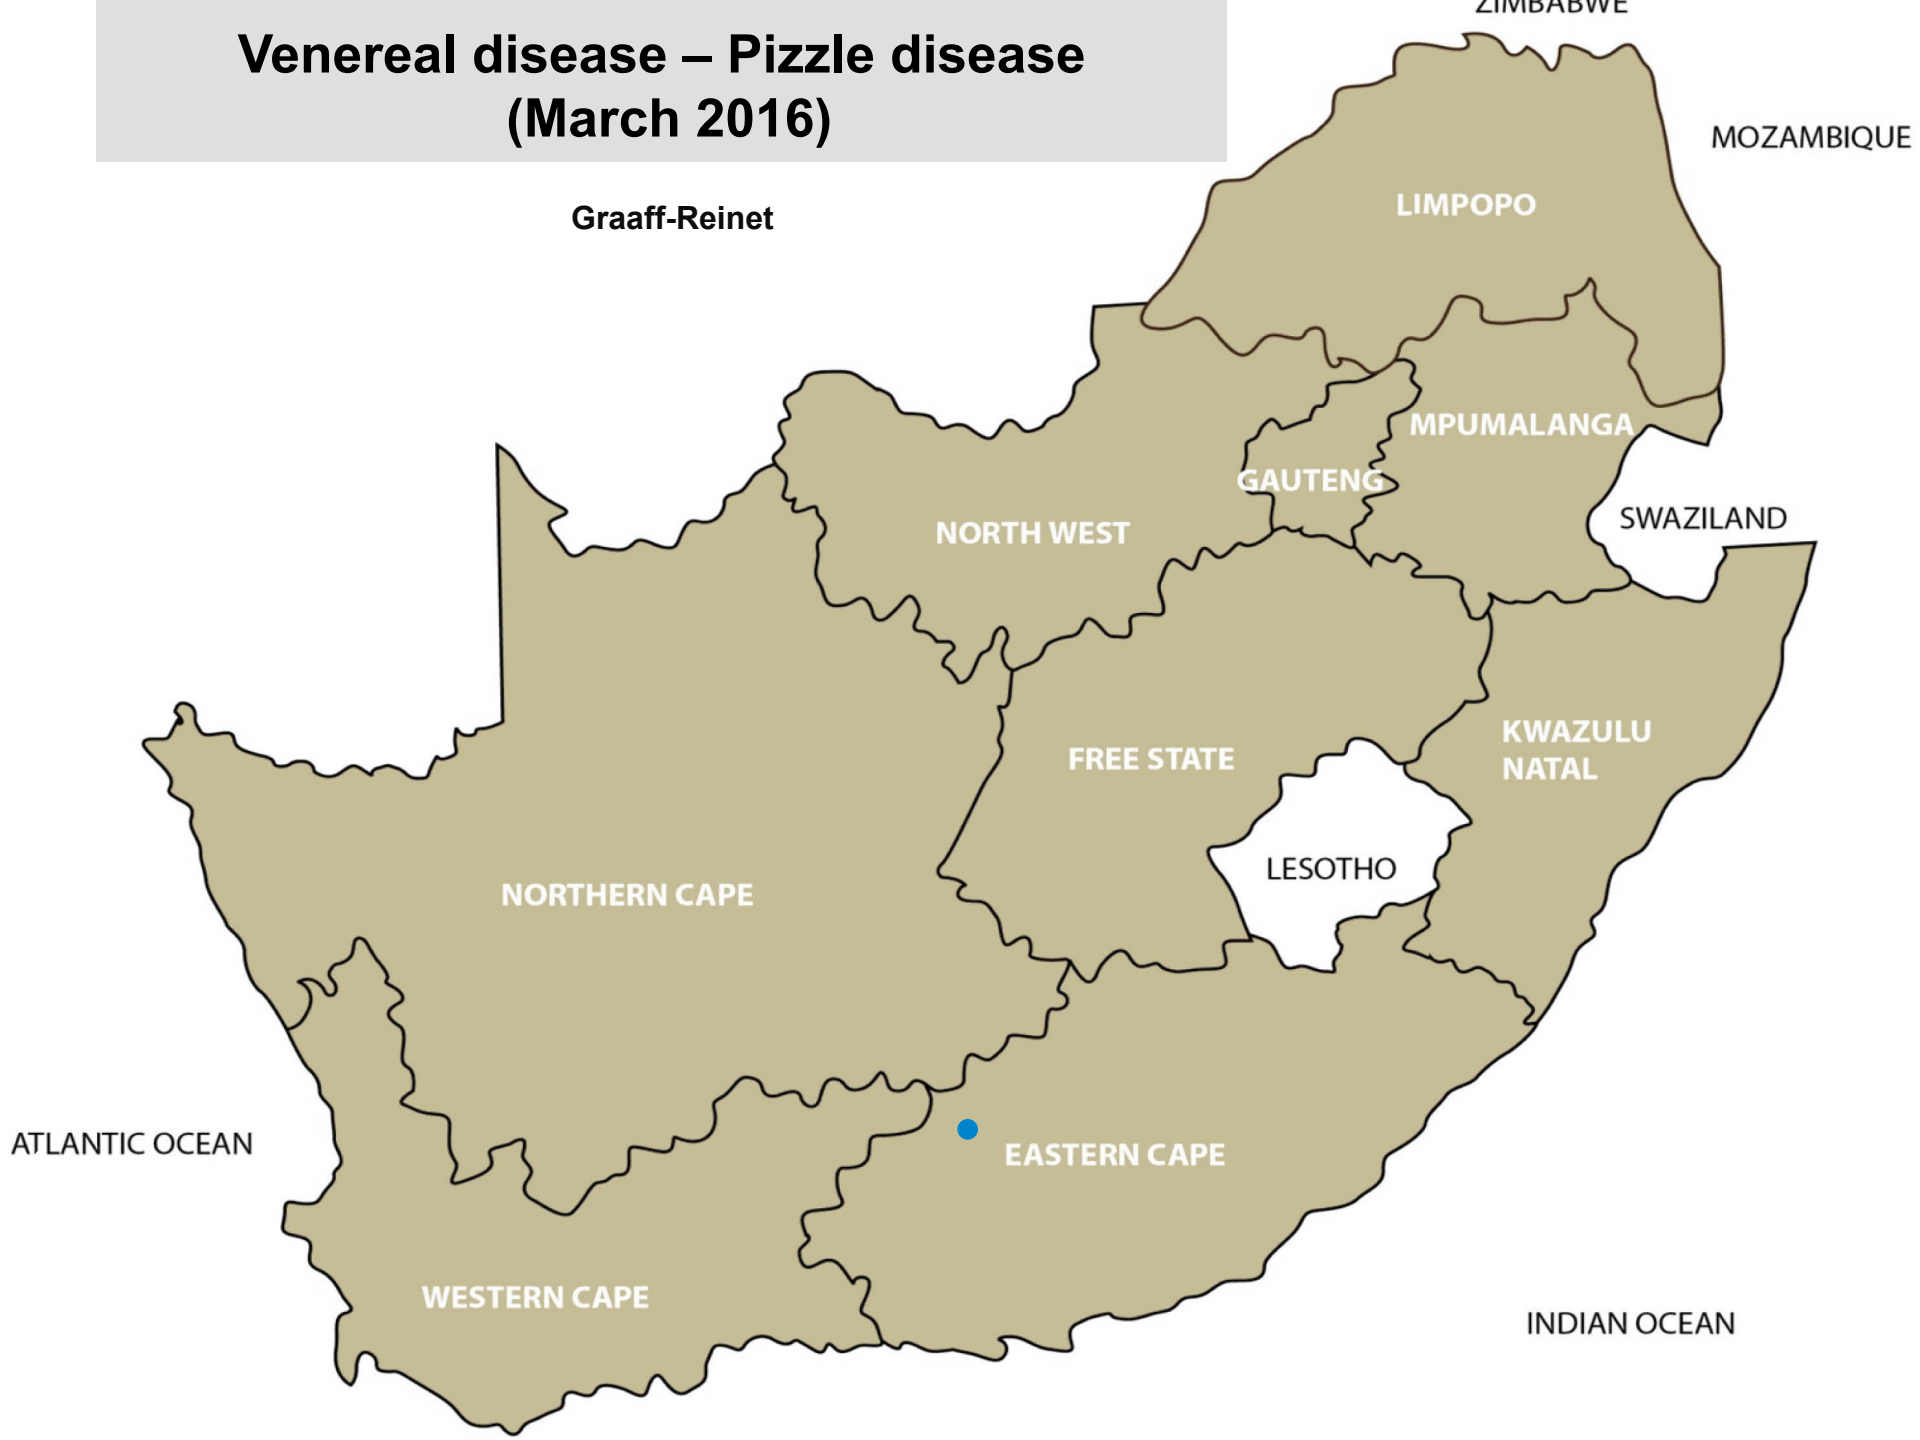 Venereal disease – Pizzle disease
(March 2016)
Graaff-Reinet
ZIMBABWE
MOZAMBIQUE
LIMPOPO
MPUMALANGA
GAUTENG
SWAZILAND
NORTH WEST
KWAZULU
NATAL
FREE STATE
LESOTHO
NORTHERN CAPE
ATLANTIC OCEAN
EASTERN CAPE
WESTERN CAPE
INDIAN OCEAN